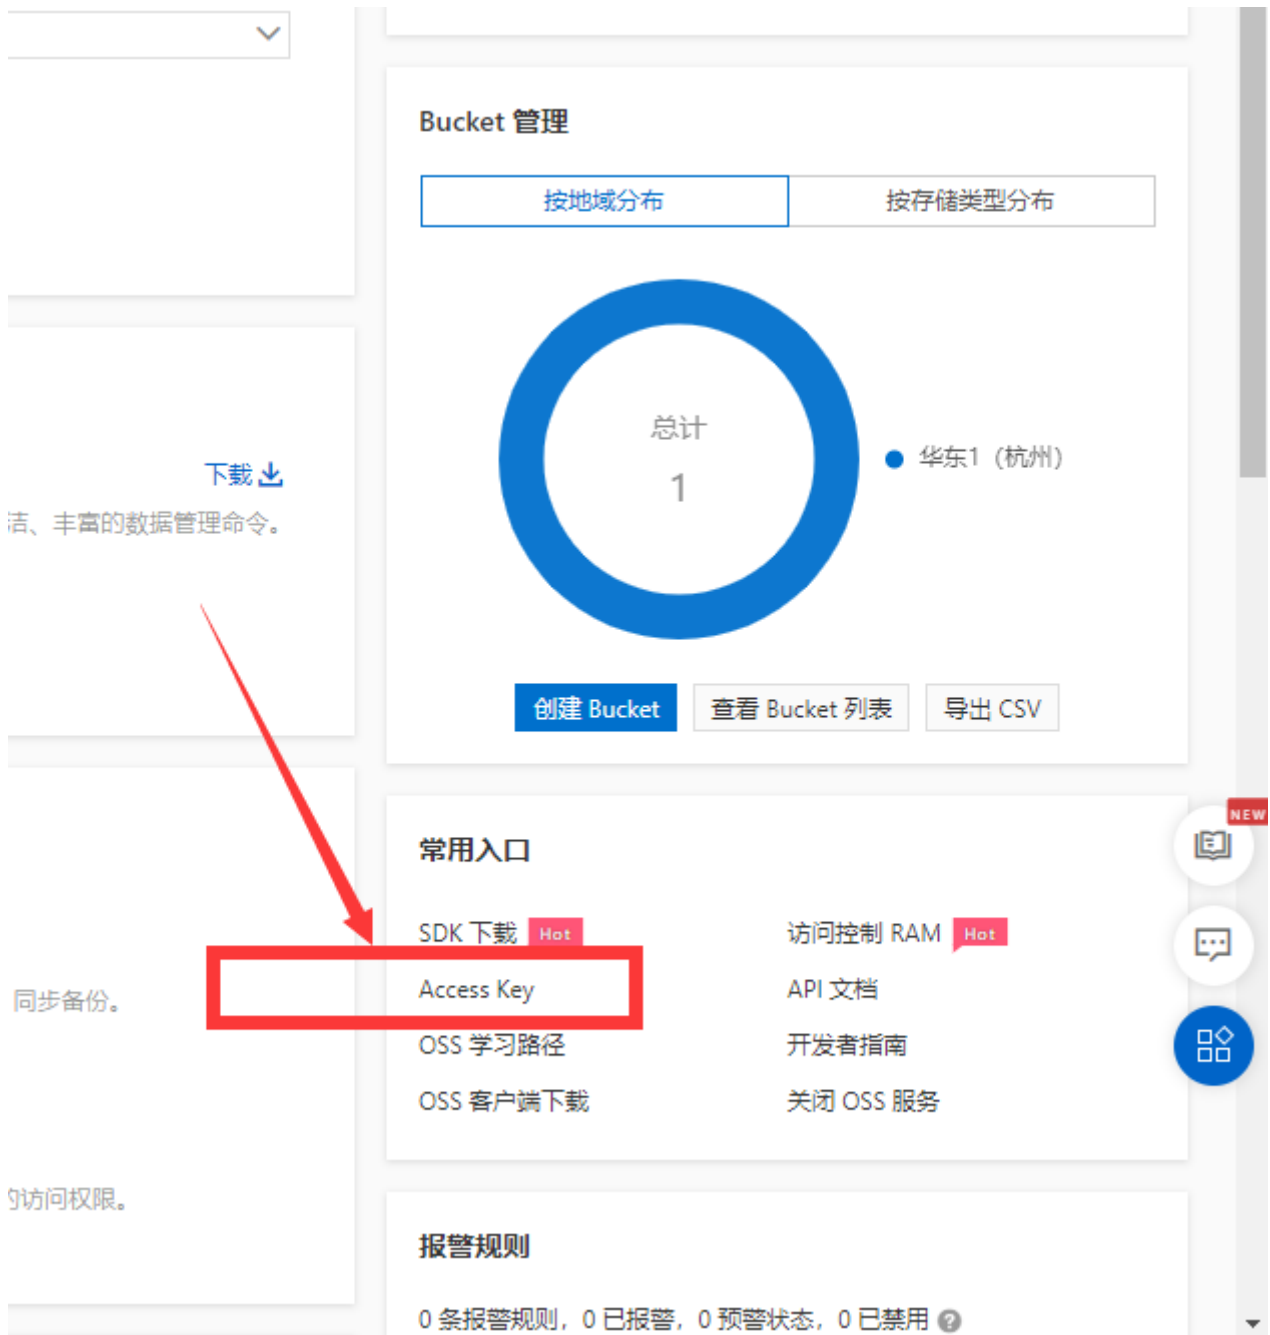 Bucket 管理
按地域分布
按存储类型分布
总计
1
华东1（杭州）
下载
洁、丰富的数据管理命令。
创建 Bucket
查看 Bucket 列表
导出 CSV
NEW
常用入口
SDK 下载 Hot
访问控制 RAM Hot
Access Key
API 文档
同步备份。
OSS 学习路径
开发者指南
OSS 客户端下载
关闭 OSS 服务
的访问权限。
报警规则
0 条报警规则，0 已报警，0 预警状态，0 已禁用